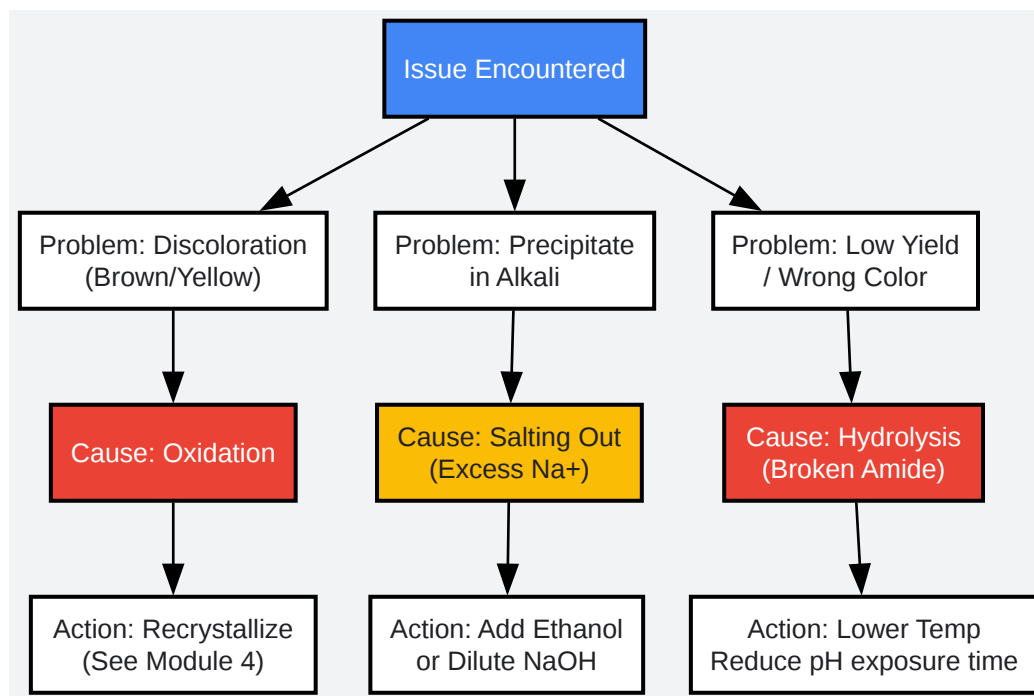 Issue Encountered
Problem: Discoloration
(Brown/Yellow)
Problem: Precipitate
in Alkali
Problem: Low Yield
/ Wrong Color
Cause: Oxidation
Cause: Salting Out
(Excess Na+)
Cause: Hydrolysis
(Broken Amide)
Action: Recrystallize
(See Module 4)
Action: Add Ethanol
or Dilute NaOH
Action: Lower Temp
Reduce pH exposure time